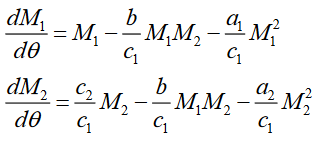 dM₁/dθ = M₁ − b/c₁ M₁M₂ − a₁/c₁ M₁²
dM₂/dθ = c₂/c₁ M₂ − b/c₁ M₁M₂ − a₂/c₁ M₂²